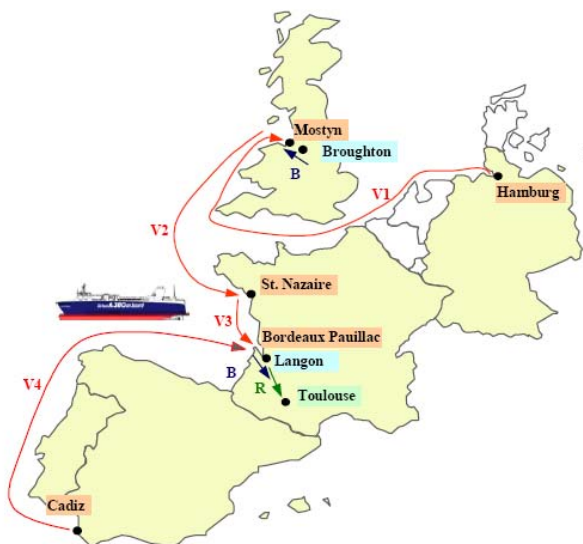 Mostyn
Broughton
B
V1
Hamburg
V2
St. Nazaire
V3
Bordeaux Pauillac
Langon
B
R
Toulouse
V4
Cadiz